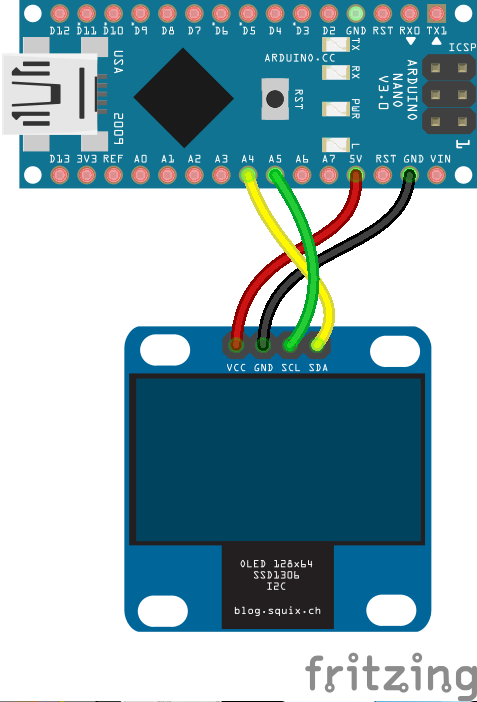 D12 D11 D10 D9 D8 D7 D6 D5 D4 D3 D2 GND RST RX0 TX1
ARDUINO.CC
TX
RX
PWR
L
RST
USA
2009
ARDUINO
NANO
V3.0
ICSP
1
D13 3V3 REF A0 A1 A2 A3 A4 A5 A6 A7 5V RST GND VIN
VCC GND SCL SDA
OLED 128x64
SSD1306
I2C
blog.squix.ch
fritzing